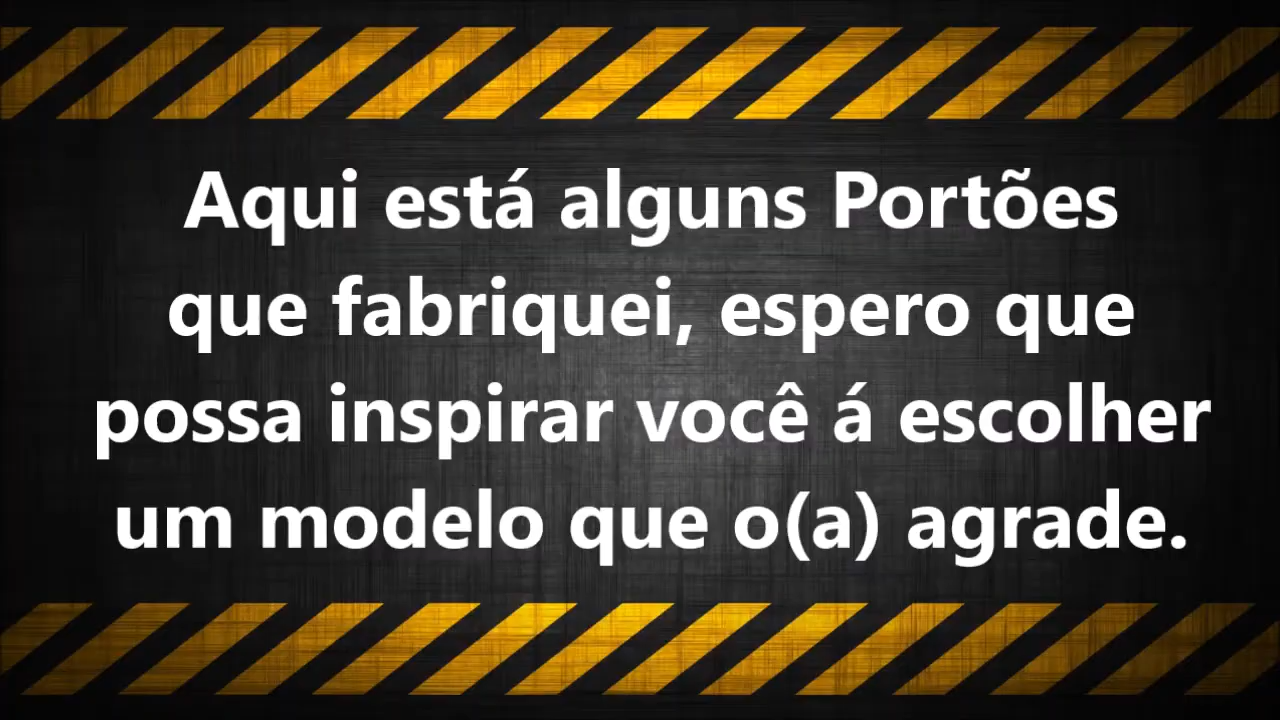 Aqui está alguns Portões
que fabriquei, espero que
possa inspirar você á escolher
um modelo que o(a) agrade.